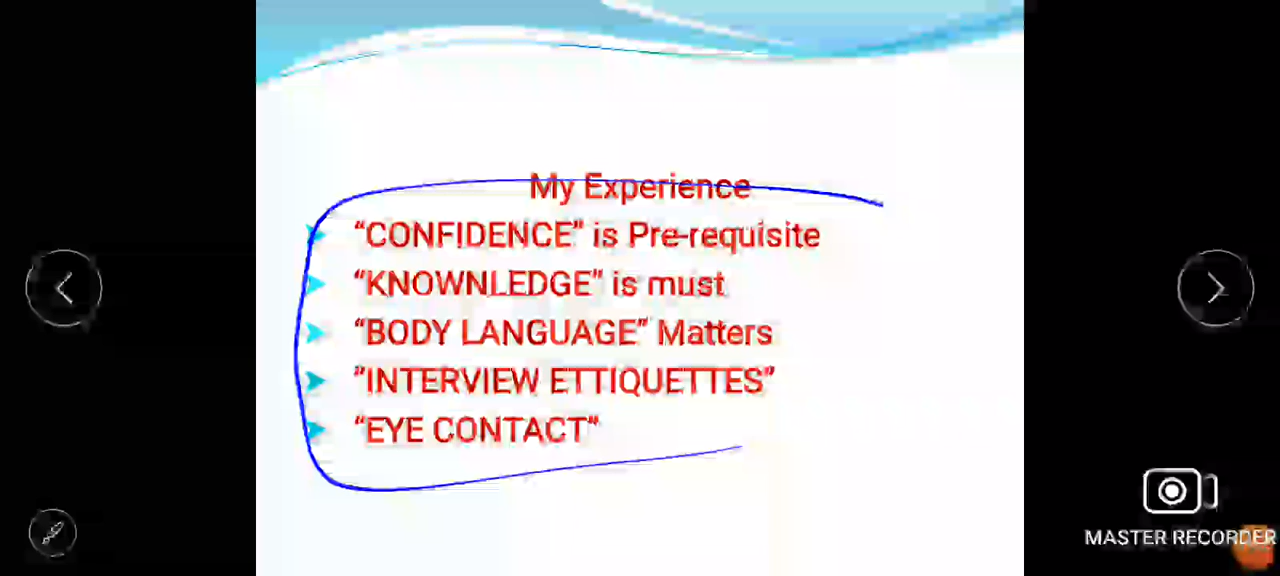 My Experience
“CONFIDENCE” is Pre-requisite
“KNOWNLEDGE” is must
“BODY LANGUAGE” Matters
“INTERVIEW ETTIQUETTES”
“EYE CONTACT”
MASTER RECORDER